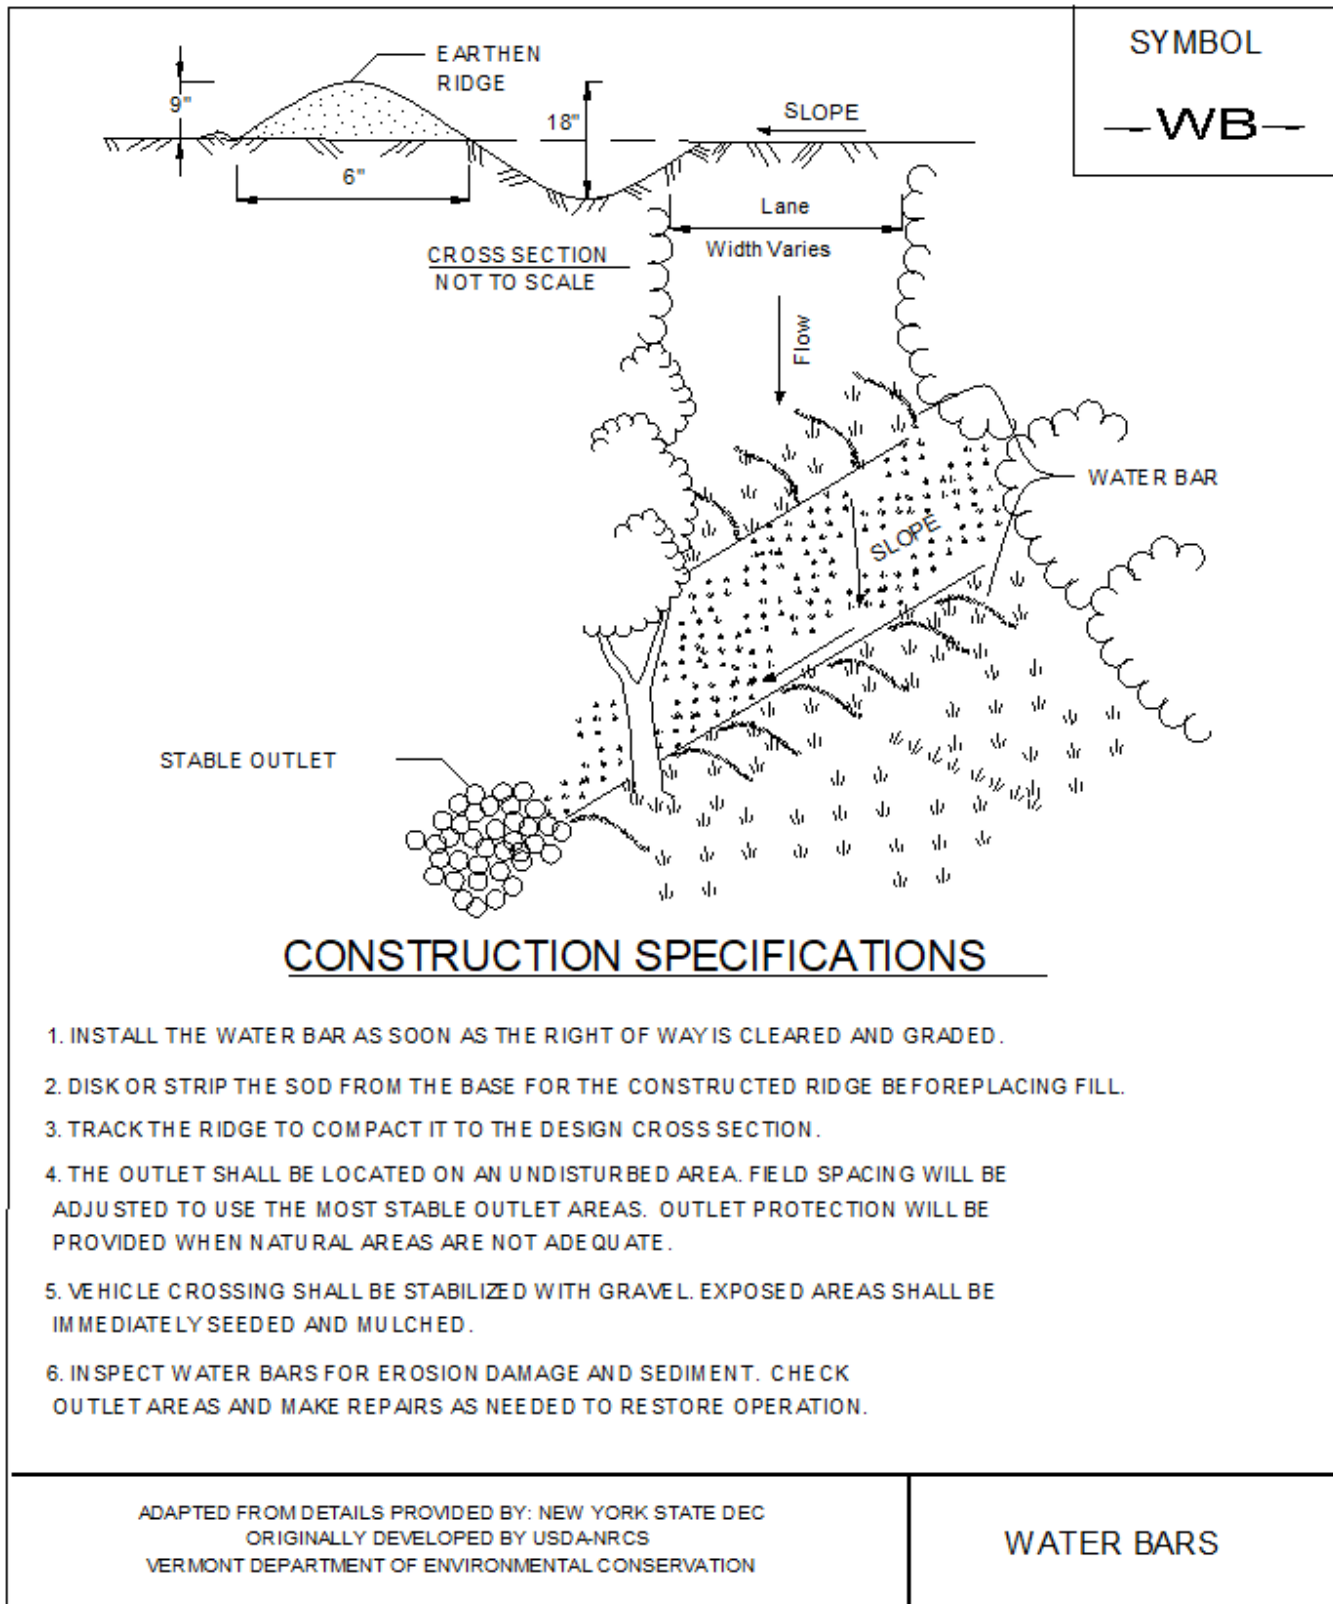 SYMBOL
WB
EARTHEN
RIDGE
9"
18"
SLOPE
6"
Lane
Width Varies
CROSS SECTION
NOT TO SCALE
Flow
WATER BAR
SLOPE
STABLE OUTLET
CONSTRUCTION SPECIFICATIONS
1. INSTALL THE WATER BAR AS SOON AS THE RIGHT OF WAY IS CLEARED AND GRADED.
2. DISK OR STRIP THE SOD FROM THE BASE FOR THE CONSTRUCTED RIDGE BEFORE PLACING FILL.
3. TRACK THE RIDGE TO COMPACT IT TO THE DESIGN CROSS SECTION.
4. THE OUTLET SHALL BE LOCATED ON AN UNDISTURBED AREA. FIELD SPACING WILL BE
ADJUSTED TO USE THE MOST STABLE OUTLET AREAS. OUTLET PROTECTION WILL BE
PROVIDED WHEN NATURAL AREAS ARE NOT ADEQUATE.
5. VEHICLE CROSSING SHALL BE STABILIZED WITH GRAVEL. EXPOSED AREAS SHALL BE
IMMEDIATELY SEEDED AND MULCHED.
6. INSPECT WATER BARS FOR EROSION DAMAGE AND SEDIMENT. CHECK
OUTLET AREAS AND MAKE REPAIRS AS NEEDED TO RESTORE OPERATION.
ADAPTED FROM DETAILS PROVIDED BY: NEW YORK STATE DEC
ORIGINALLY DEVELOPED BY USDA-NRCS
VERMONT DEPARTMENT OF ENVIRONMENTAL CONSERVATION
WATER BARS